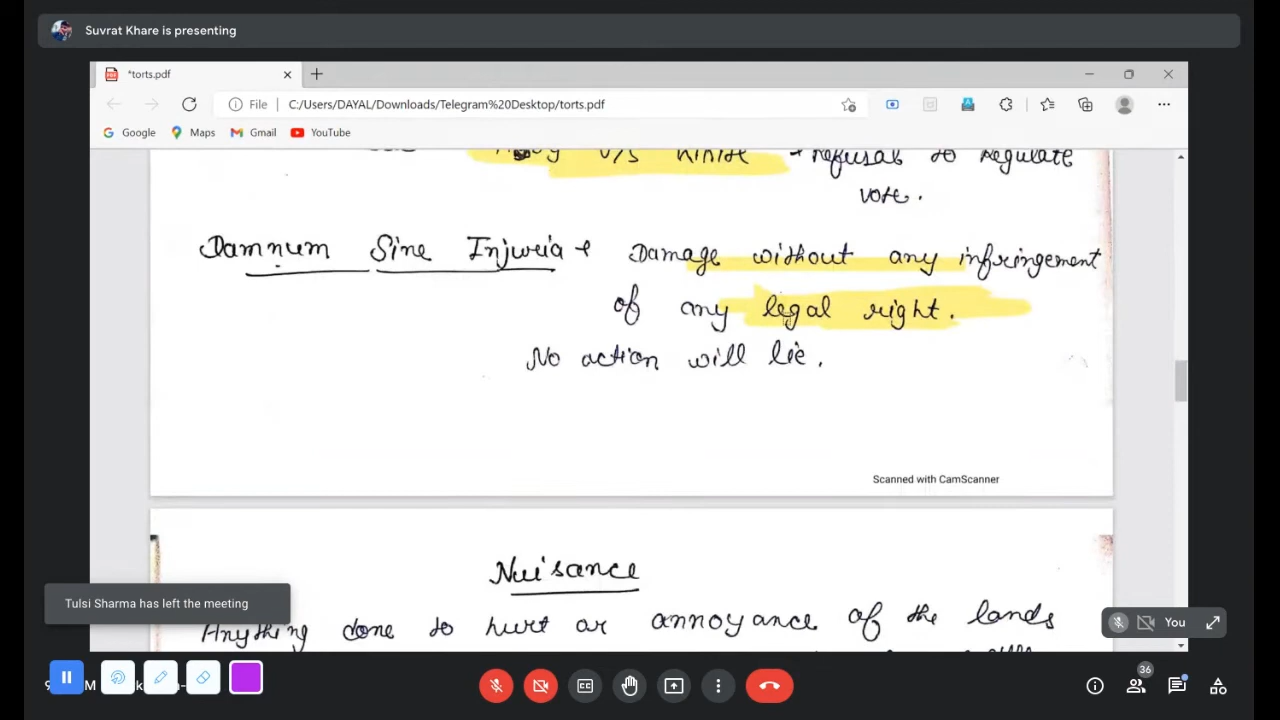 Suvrat Khare is presenting
*torts.pdf
File C:/Users/DAYAL/Downloads/Telegram%20Desktop/torts.pdf
Google Maps Gmail YouTube
v/s refusal to regulate
vote.
Damnum Sine Injuria Damage without any infringement
of any legal right.
No action will lie.
Scanned with CamScanner
Nuisance
Anything done to hurt or annoyance of the lands
Tulsi Sharma has left the meeting
You
36